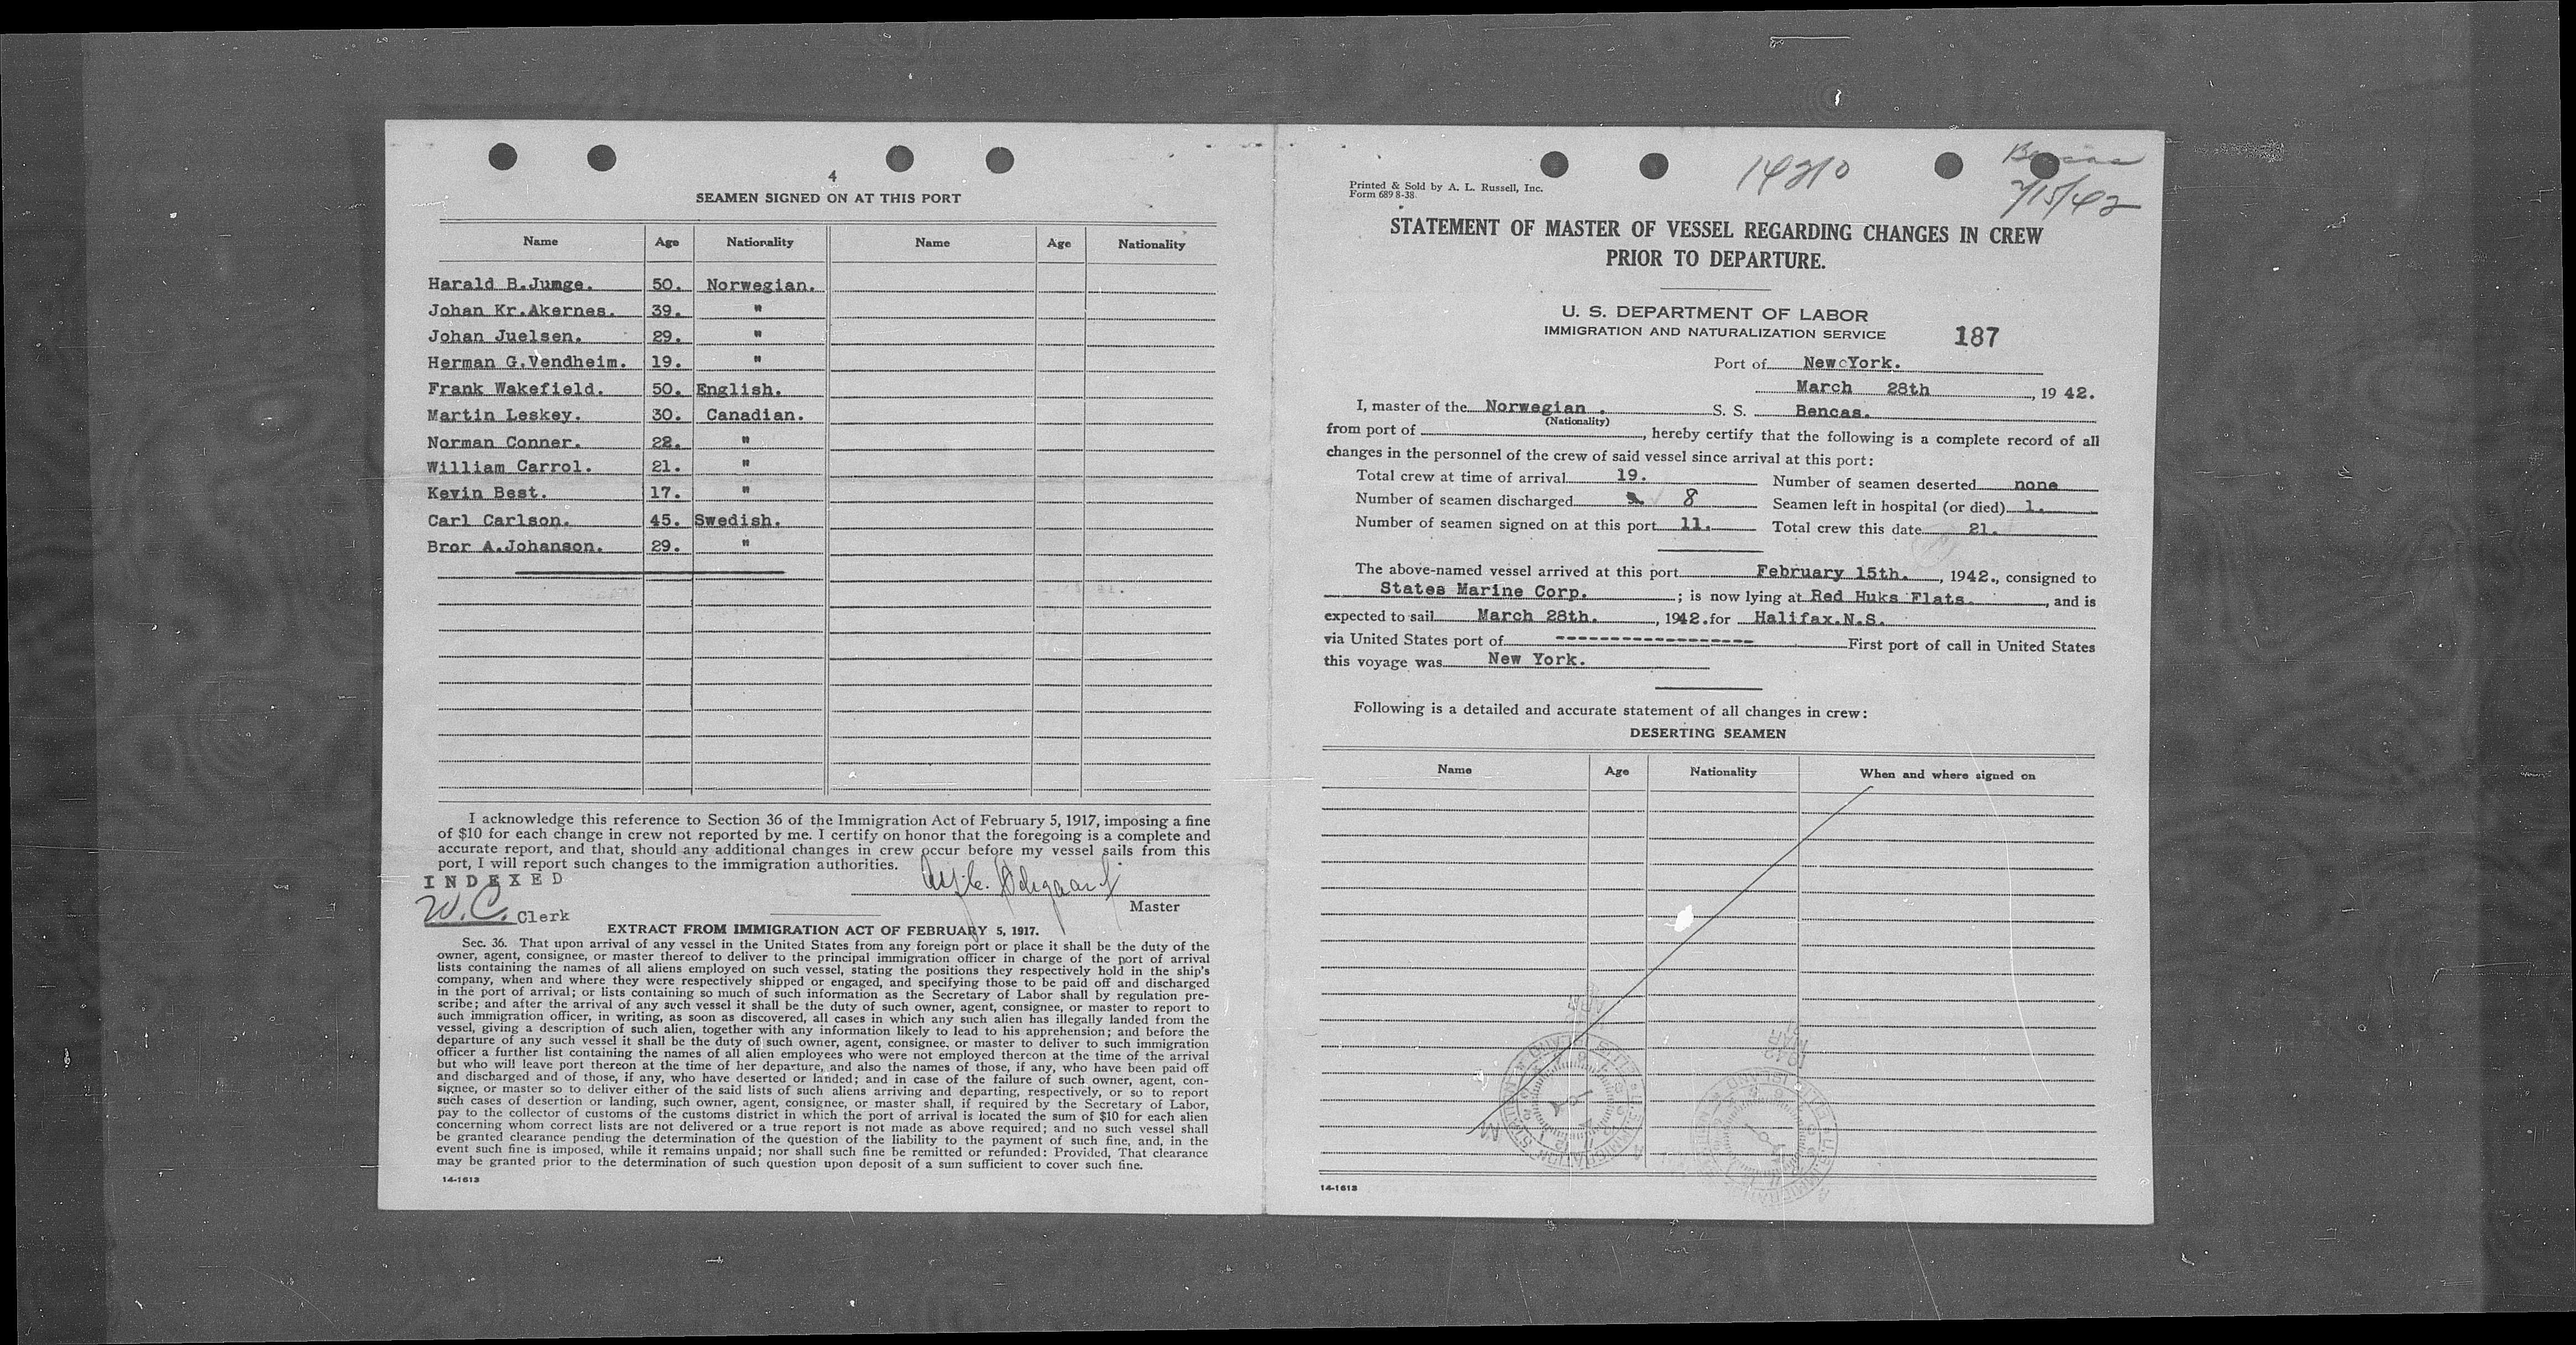 4
SEAMEN SIGNED ON AT THIS PORT
Name Age Nationality Name Age Nationality
Harald B.Junge. 50. Norwegian.
Johan Kr.Akernes. 39. "
Johan Juelsen. 29. "
Herman G.Vendheim. 19. "
Frank Wakefield. 50. English.
Martin Leskey. 30. Canadian.
Norman Conner. 22. "
William Carrol. 21. "
Kevin Best. 17. "
Carl Carlson. 45. Swedish.
Bror A.Johanson. 29. "
I acknowledge this reference to Section 36 of the Immigration Act of February 5, 1917, imposing a fine
of $10 for each change in crew not reported by me. I certify on honor that the foregoing is a complete and
accurate report, and that, should any additional changes in crew occur before my vessel sails from this
port, I will report such changes to the immigration authorities.
INDEXED
W.C. Clerk
Master
EXTRACT FROM IMMIGRATION ACT OF FEBRUARY 5, 1917.
Sec. 36. That upon arrival of any vessel in the United States from any foreign port or place it shall be the duty of the
owner, agent, consignee, or master thereof to deliver to the principal immigration officer in charge of the port of arrival
lists containing the names of all aliens employed on such vessel, stating the positions they respectively hold in the ship's
company, when and where they were respectively shipped or engaged, and specifying those to be paid off and discharged
in the port of arrival; or lists containing so much of such information as the Secretary of Labor shall by regulation pre-
scribe; and after the arrival of any such vessel it shall be the duty of such owner, agent, consignee, or master to report to
such immigration officer, in writing, as soon as discovered, all cases in which any such alien has illegally landed from the
vessel, giving a description of such alien, together with any information likely to lead to his apprehension; and before the
departure of any such vessel it shall be the duty of such owner, agent, consignee, or master to deliver to such immigration
officer a further list containing the names of all alien employees who were not employed thereon at the time of the arrival
but who will leave port thereon at the time of her departure, and also the names of those, if any, who have been paid off
and discharged and of those, if any, who have deserted or landed; and in case of the failure of such owner, agent, con-
signee, or master so to deliver either of the said lists of such aliens arriving and departing, respectively, or so to report
such cases of desertion or landing, such owner, agent, consignee, or master shall, if required by the Secretary of Labor,
pay to the collector of customs of the customs district in which the port of arrival is located the sum of $10 for each alien
concerning whom correct lists are not delivered or a true report is not made as above required; and no such vessel shall
be granted clearance pending the determination of the question of the liability to the payment of such fine, and, in the
event such fine is imposed, while it remains unpaid; nor shall such fine be remitted or refunded: Provided, That clearance
may be granted prior to the determination of such question upon deposit of a sum sufficient to cover such fine.
14-1613
14210
Bencas
2/15/42
Printed & Sold by A. L. Russell, Inc.
Form 689 8-38
STATEMENT OF MASTER OF VESSEL REGARDING CHANGES IN CREW
PRIOR TO DEPARTURE.
U. S. DEPARTMENT OF LABOR
IMMIGRATION AND NATURALIZATION SERVICE
187
Port of New York.
March 28th, 1942.
I, master of the Norwegian. S. S. Bencas.
(Nationality)
from port of , hereby certify that the following is a complete record of all
changes in the personnel of the crew of said vessel since arrival at this port:
Total crew at time of arrival 19. Number of seamen deserted none
Number of seamen discharged 8 Seamen left in hospital (or died) 1.
Number of seamen signed on at this port 11. Total crew this date 21.
The above-named vessel arrived at this port February 15th., 1942., consigned to
States Marine Corp. ; is now lying at Red Huks Flats. , and is
expected to sail March 28th. , 1942. for Halifax.N.S.
via United States port of ------------------ First port of call in United States
this voyage was New York.
Following is a detailed and accurate statement of all changes in crew:
DESERTING SEAMEN
Name Age Nationality When and where signed on
14-1613